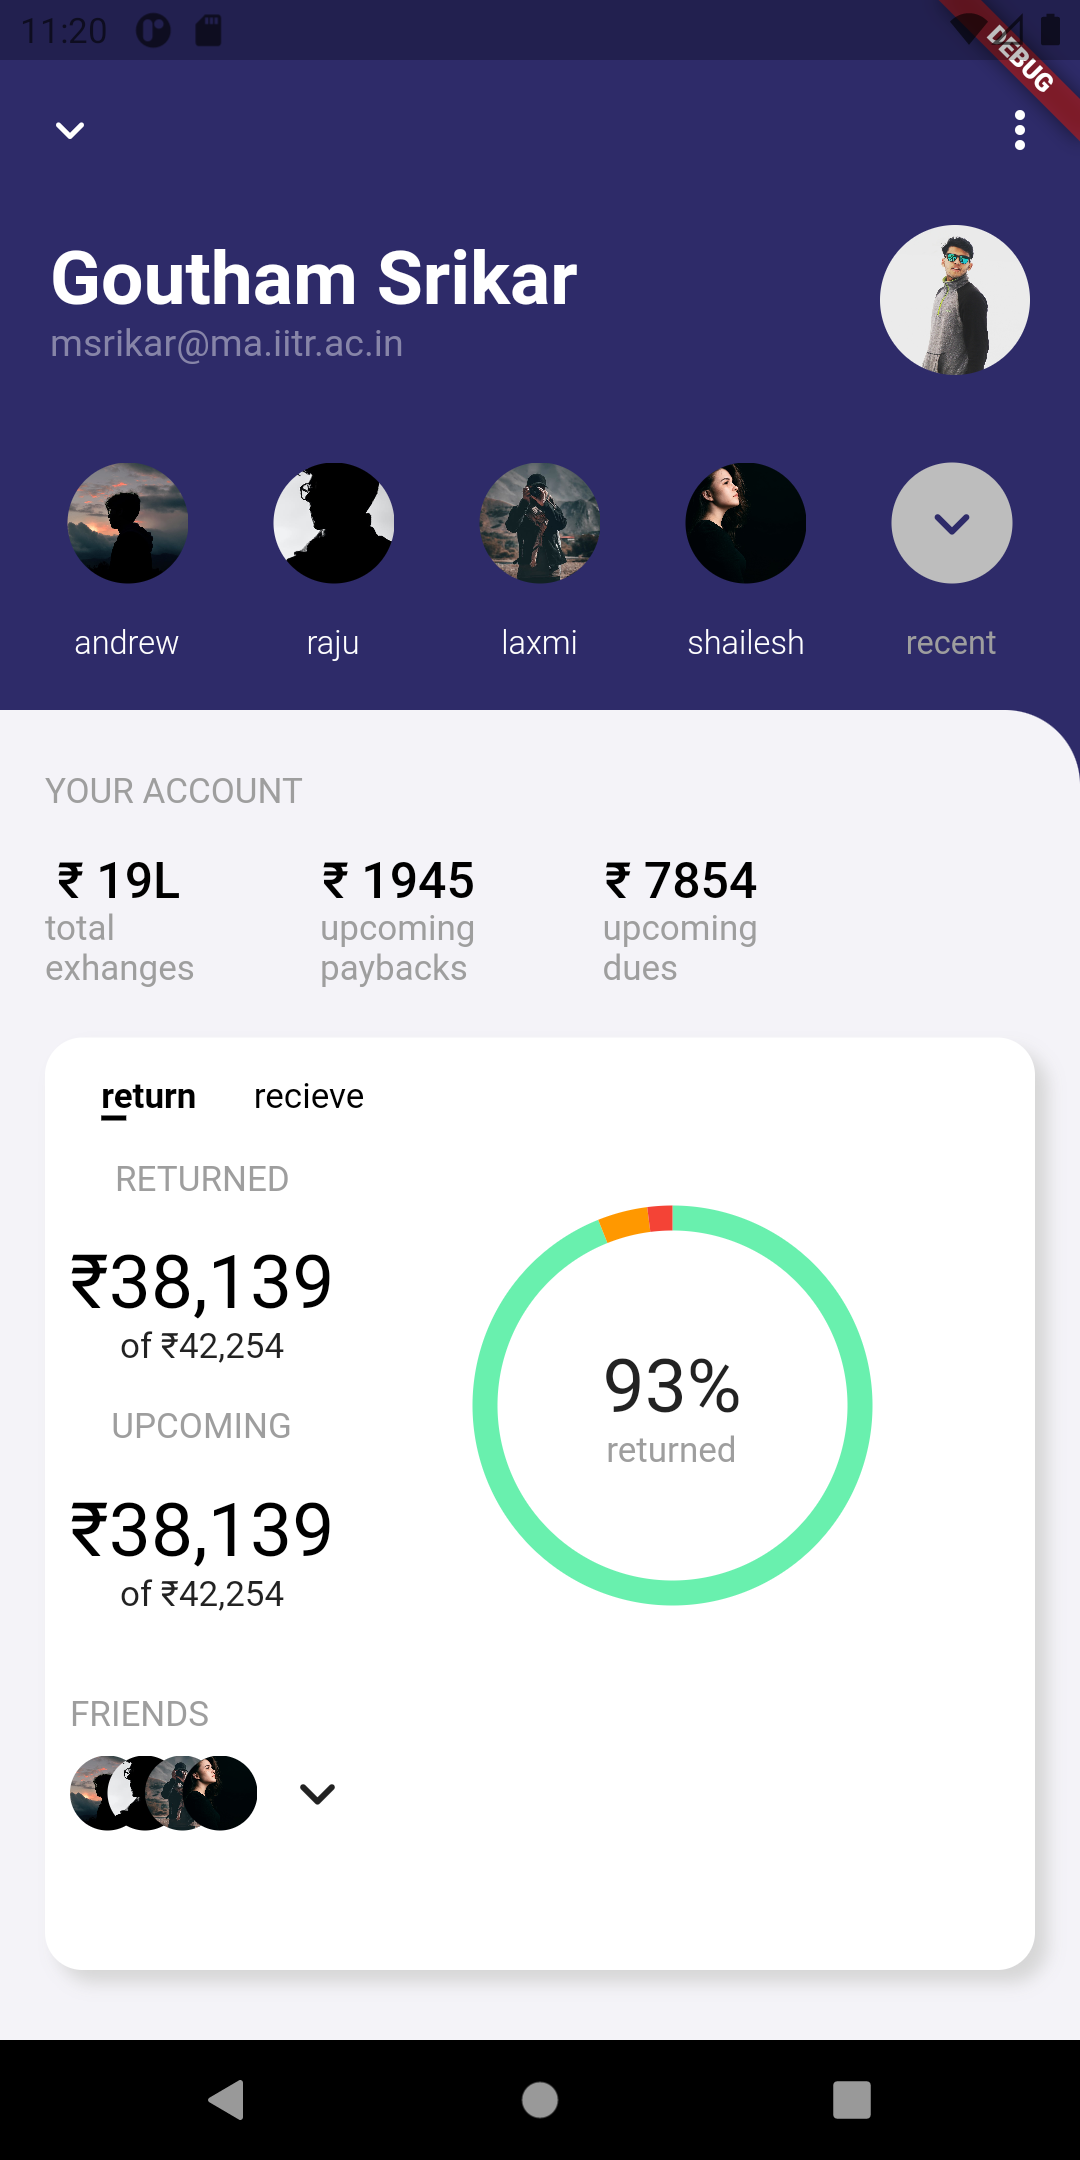 11:20
DEBUG
Goutham Srikar
msrikar@ma.iitr.ac.in
andrew
raju
laxmi
shailesh
recent
YOUR ACCOUNT
₹ 19L
total
exhanges
₹ 1945
upcoming
paybacks
₹ 7854
upcoming
dues
return
recieve
RETURNED
₹38,139
of ₹42,254
UPCOMING
₹38,139
of ₹42,254
93%
returned
FRIENDS